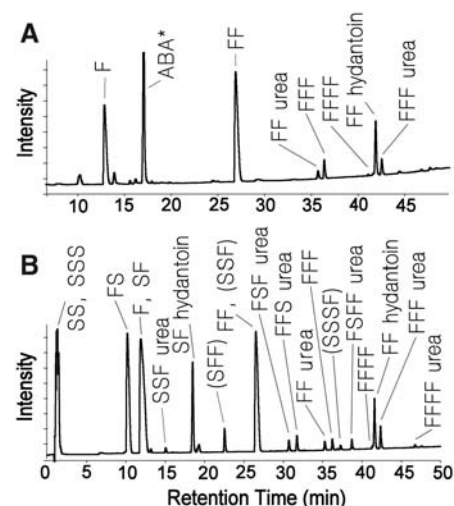 A
Intensity
F
ABA*
FF
FF urea
FFF
FFFF
FF hydantoin
FFF urea
10 15 20 25 30 35 40 45
B
Intensity
SS, SSS
FS
F, SF
SSF urea
SF hydantoin
(SFF)
FF, (SSF)
FSF urea
FFS urea
FF urea
FFF
(SSSF)
FSFF urea
FFFF
FF hydantoin
FFF urea
FFFF urea
0 5 10 15 20 25 30 35 40 45 50
Retention Time (min)